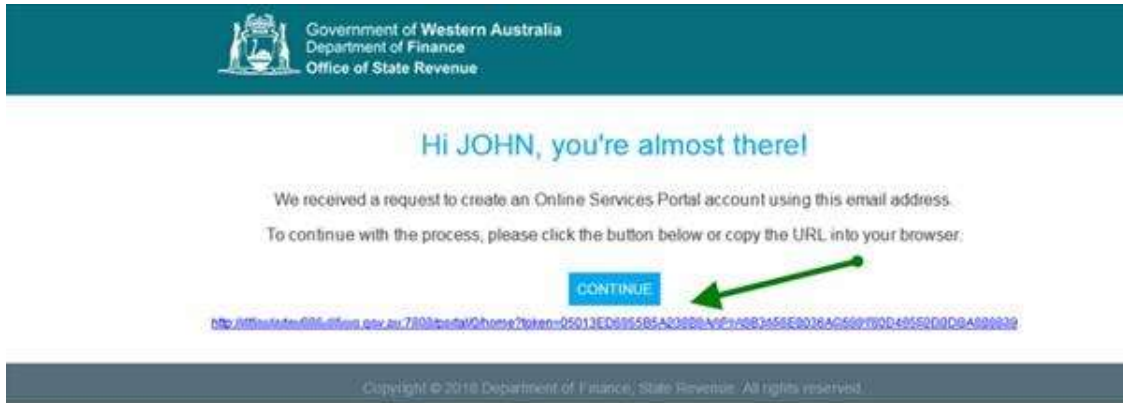 Government of Western Australia
Department of Finance
Office of State Revenue
Hi JOHN, you're almost there!
We received a request to create an Online Services Portal account using this email address.
To continue with the process, please click the button below or copy the URL into your browser.
CONTINUE
Copyright © 2018 Department of Finance, State Revenue. All rights reserved.